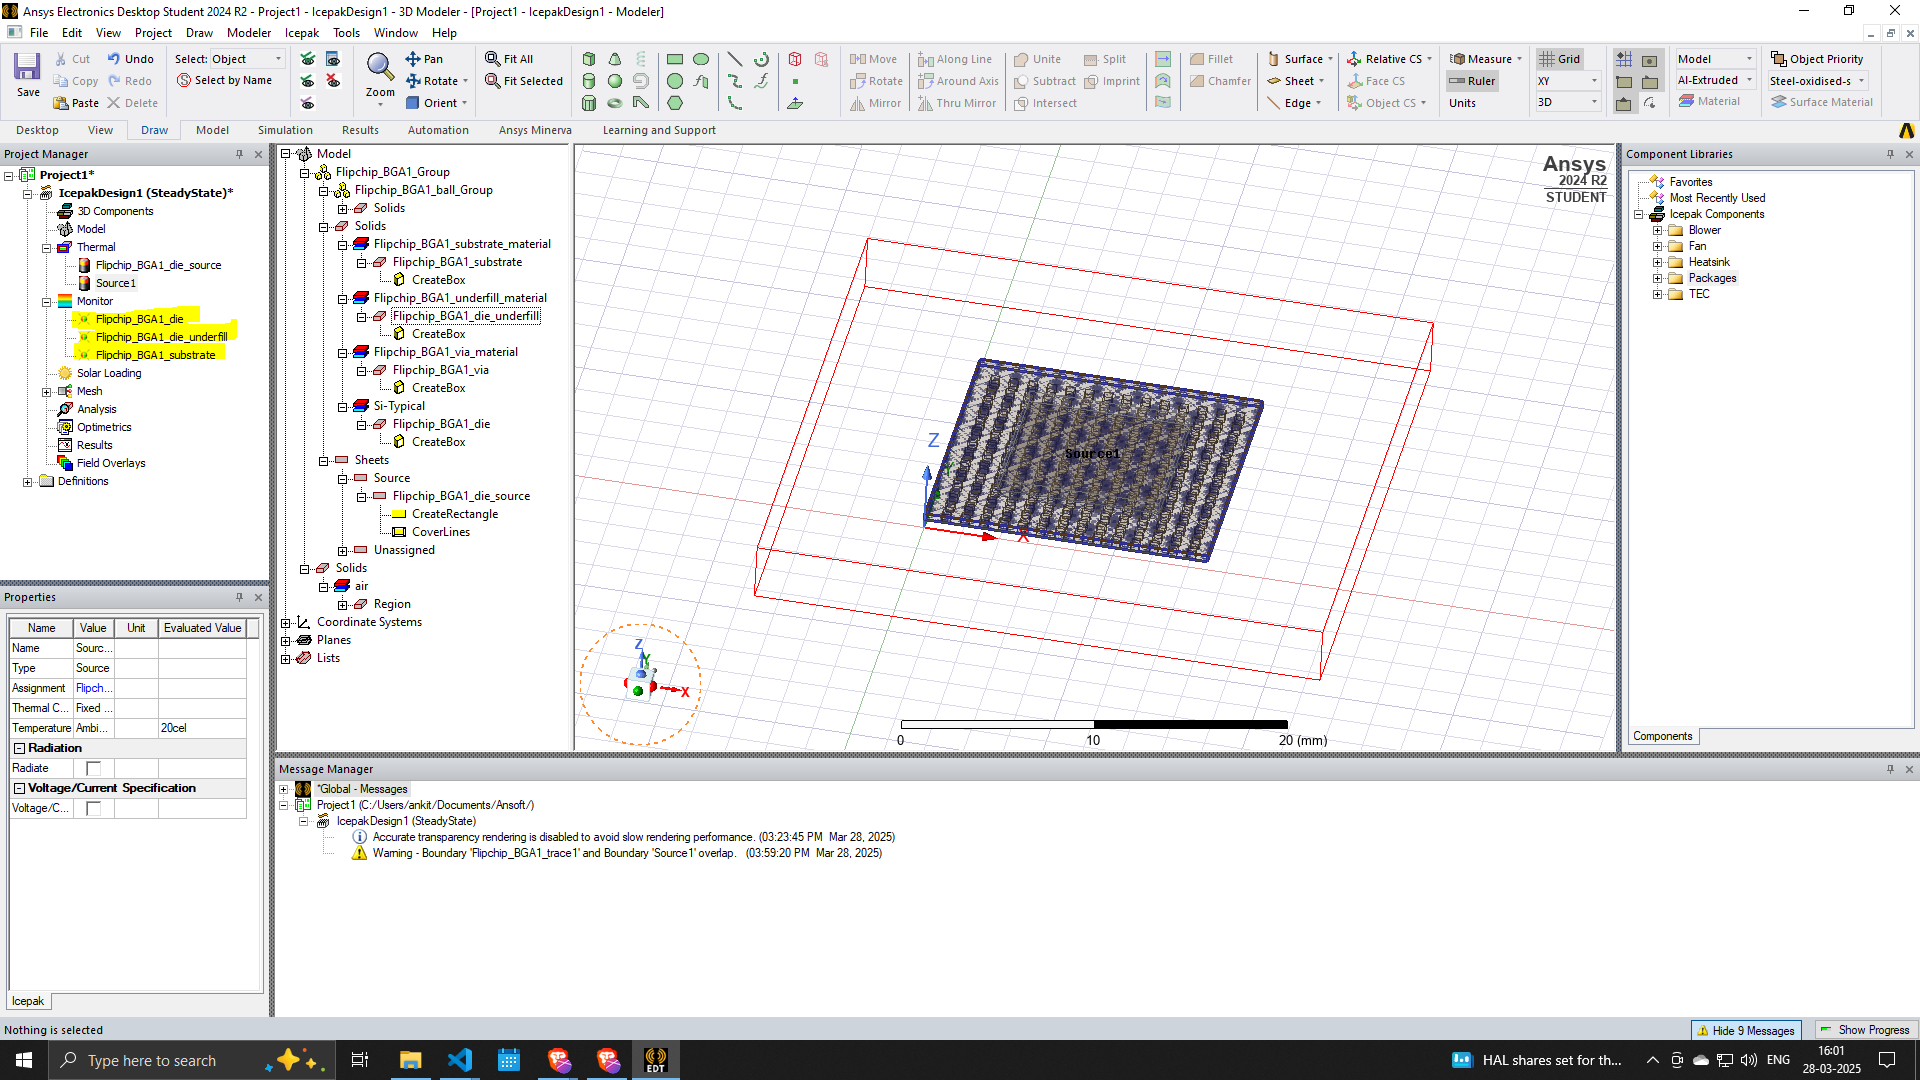 Ansys Electronics Desktop Student 2024 R2 - Project1 - IcepakDesign1 - 3D Modeler - [Project1 - IcepakDesign1 - Modeler]
File Edit View Project Draw Modeler Icepak Tools Window Help
Save
Cut Undo
Copy Redo
Paste Delete
Select: Object
Select by Name
Zoom
Pan
Rotate
Orient
Fit All
Fit Selected
Move Along Line
Rotate Around Axis
Mirror Thru Mirror
Unite Split
Subtract Imprint
Intersect
Fillet
Chamfer
Surface
Sheet
Edge
Relative CS
Face CS
Object CS
Measure
Ruler
Units
Grid
XY
3D
Model
Al-Extruded
Material
Object Priority
Steel-oxidised-s
Surface Material
Desktop View Draw Model Simulation Results Automation Ansys Minerva Learning and Support
Project Manager
Project1*
IcepakDesign1 (SteadyState)*
3D Components
Model
Thermal
Flipchip_BGA1_die_source
Source1
Monitor
Flipchip_BGA1_die
Flipchip_BGA1_die_underfill
Flipchip_BGA1_substrate
Solar Loading
Mesh
Analysis
Optimetrics
Results
Field Overlays
Definitions
Properties
Name Value Unit Evaluated Value
Name Sourc...
Type Source
Assignment Flipch...
Thermal C... Fixed ...
Temperature Ambi... 20cel
Radiation
Radiate
Voltage/Current Specification
Voltage/C...
Icepak
Model
Flipchip_BGA1_Group
Flipchip_BGA1_ball_Group
Solids
Solids
Flipchip_BGA1_substrate_material
Flipchip_BGA1_substrate
CreateBox
Flipchip_BGA1_underfill_material
Flipchip_BGA1_die_underfill
CreateBox
Flipchip_BGA1_via_material
Flipchip_BGA1_via
CreateBox
Si-Typical
Flipchip_BGA1_die
CreateBox
Sheets
Source
Flipchip_BGA1_die_source
CreateRectangle
CoverLines
Unassigned
Solids
air
Region
Coordinate Systems
Planes
Lists
Ansys
2024 R2
STUDENT
Z
Source1
X
Z
Y
X
0 10 20 (mm)
Component Libraries
Favorites
Most Recently Used
Icepak Components
Blower
Fan
Heatsink
Packages
TEC
Components
Message Manager
*Global - Messages
Project1 (C:/Users/ankit/Documents/Ansoft/)
IcepakDesign1 (SteadyState)
Accurate transparency rendering is disabled to avoid slow rendering performance. (03:23:45 PM Mar 28, 2025)
Warning - Boundary 'Flipchip_BGA1_trace1' and Boundary 'Source1' overlap. (03:59:20 PM Mar 28, 2025)
Nothing is selected
Hide 9 Messages Show Progress
Type here to search
EDT
HAL shares set for th...
ENG
16:01
28-03-2025